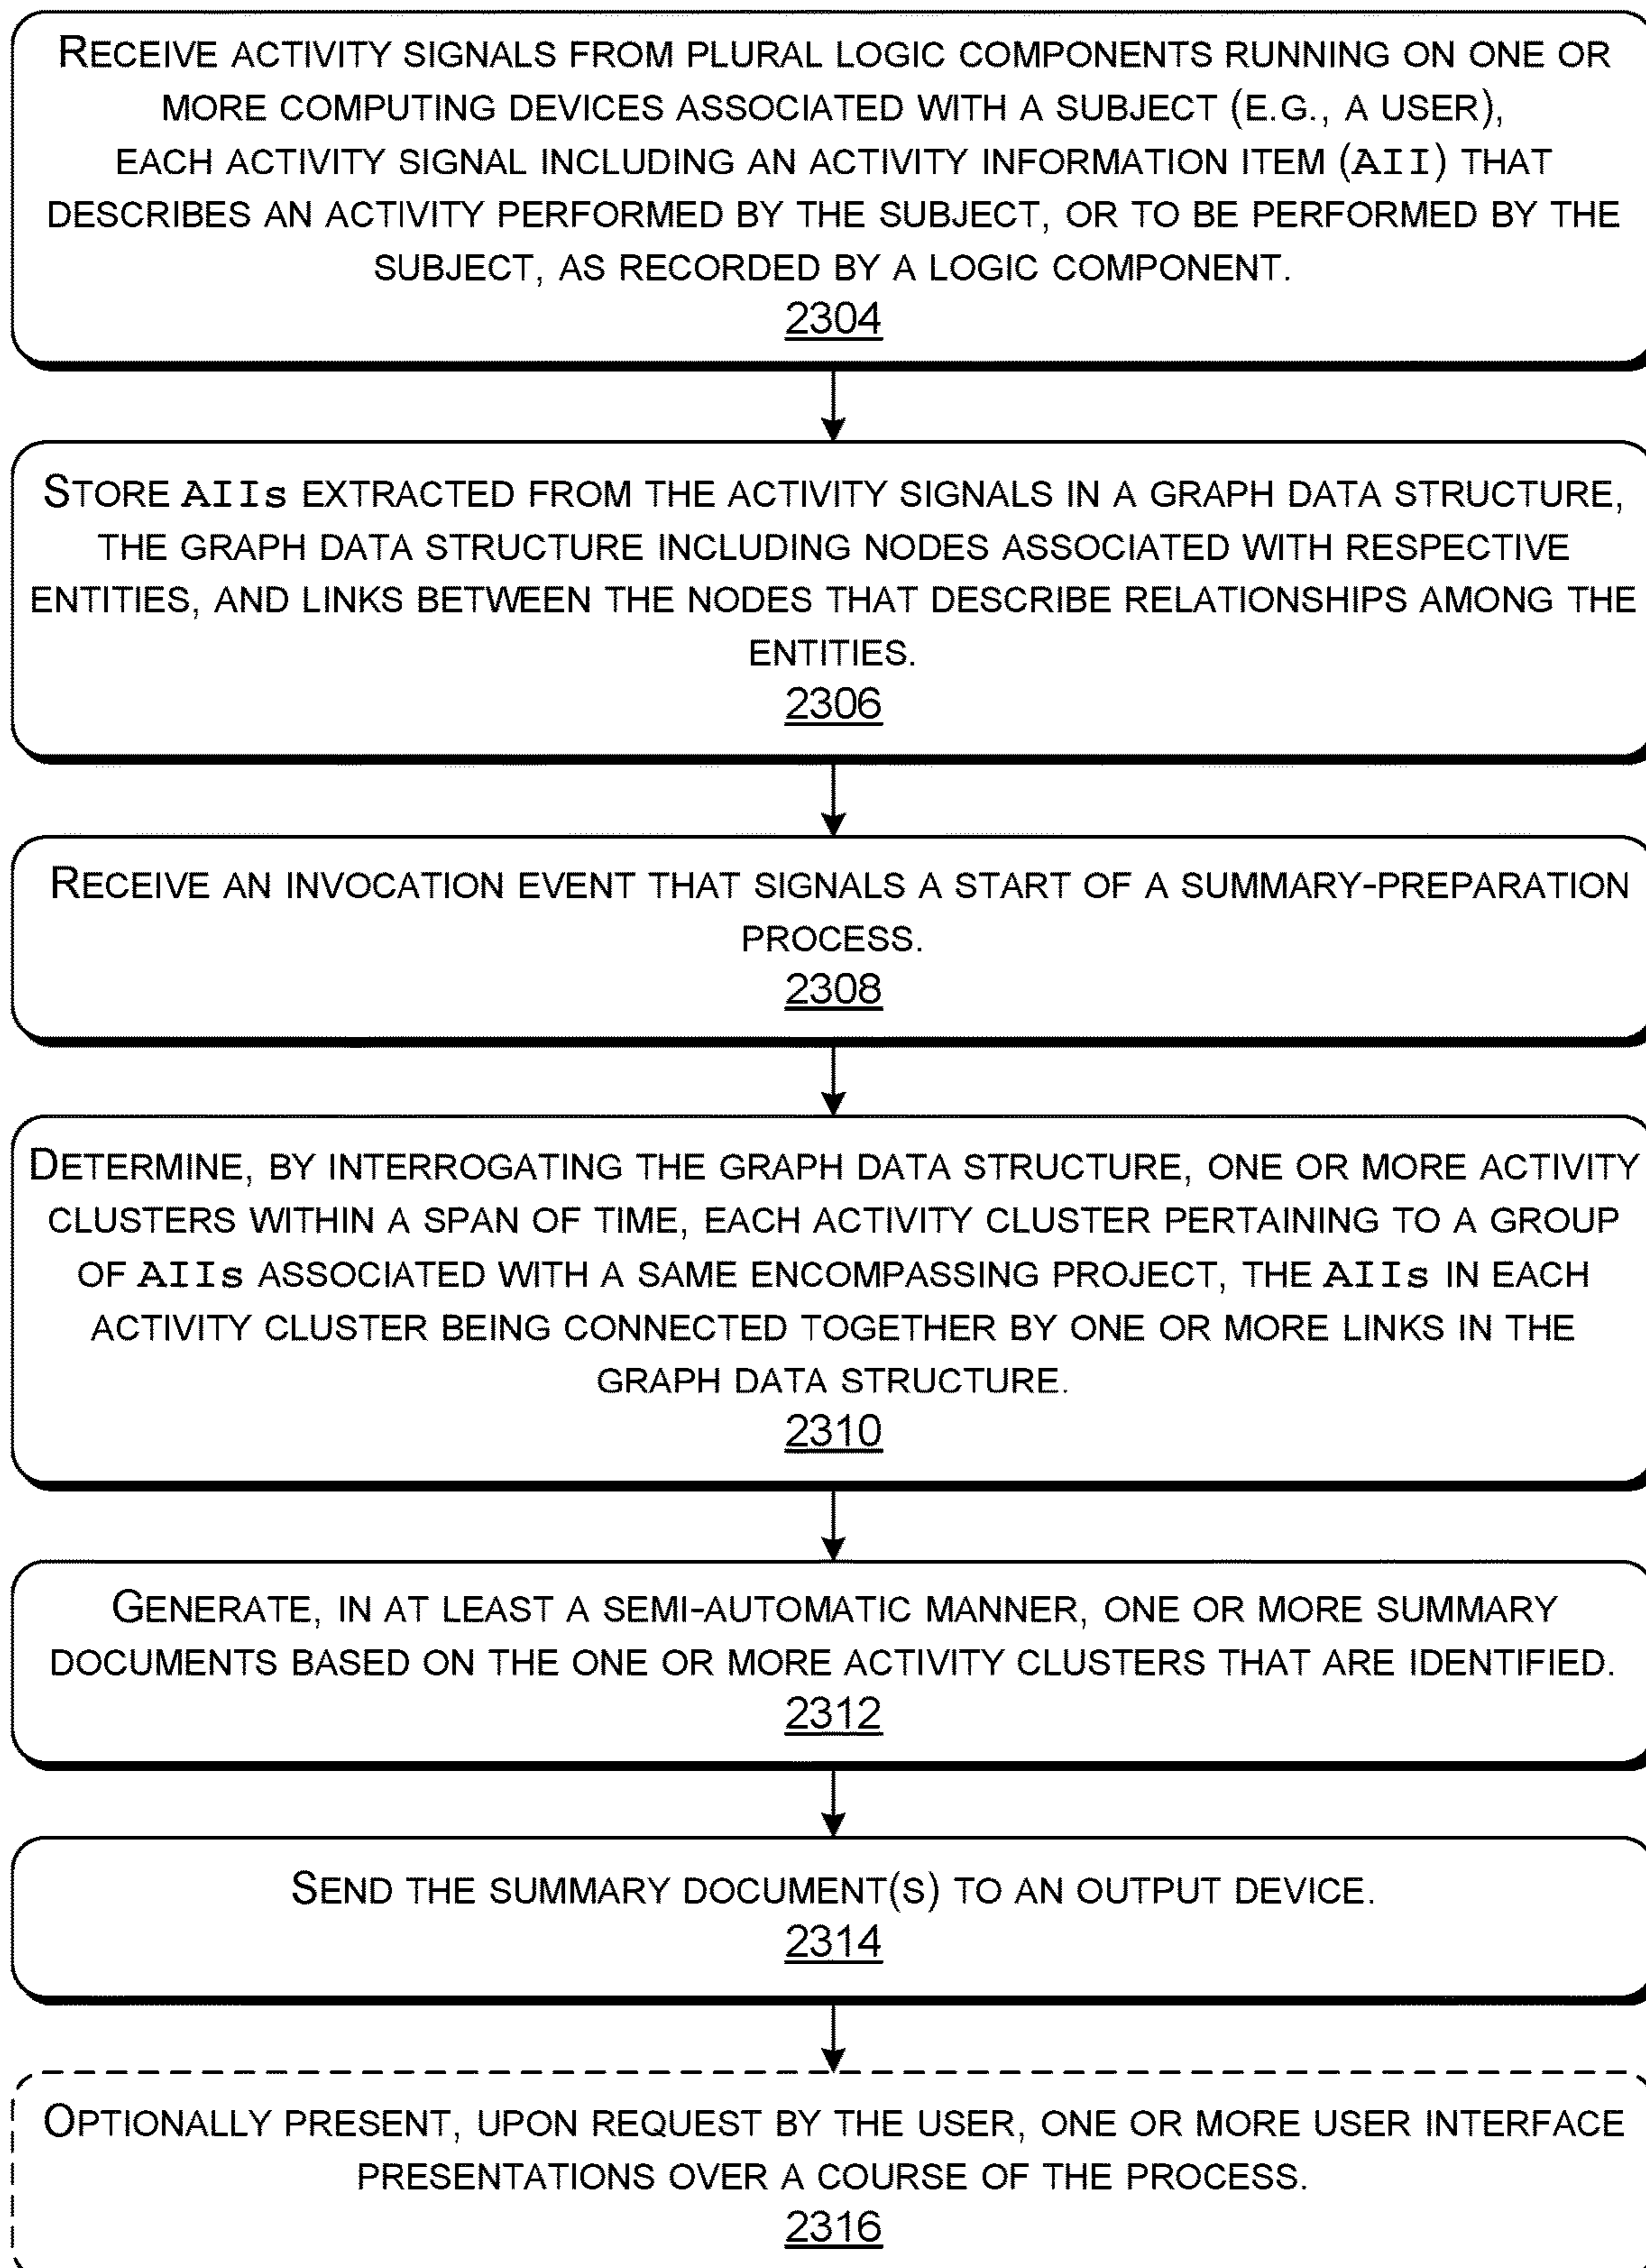 RECEIVE ACTIVITY SIGNALS FROM PLURAL LOGIC COMPONENTS RUNNING ON ONE OR
MORE COMPUTING DEVICES ASSOCIATED WITH A SUBJECT (E.G., A USER),
EACH ACTIVITY SIGNAL INCLUDING AN ACTIVITY INFORMATION ITEM (AII) THAT
DESCRIBES AN ACTIVITY PERFORMED BY THE SUBJECT, OR TO BE PERFORMED BY THE
SUBJECT, AS RECORDED BY A LOGIC COMPONENT.
2304
STORE AIIs EXTRACTED FROM THE ACTIVITY SIGNALS IN A GRAPH DATA STRUCTURE,
THE GRAPH DATA STRUCTURE INCLUDING NODES ASSOCIATED WITH RESPECTIVE
ENTITIES, AND LINKS BETWEEN THE NODES THAT DESCRIBE RELATIONSHIPS AMONG THE
ENTITIES.
2306
RECEIVE AN INVOCATION EVENT THAT SIGNALS A START OF A SUMMARY-PREPARATION
PROCESS.
2308
DETERMINE, BY INTERROGATING THE GRAPH DATA STRUCTURE, ONE OR MORE ACTIVITY
CLUSTERS WITHIN A SPAN OF TIME, EACH ACTIVITY CLUSTER PERTAINING TO A GROUP
OF AIIs ASSOCIATED WITH A SAME ENCOMPASSING PROJECT, THE AIIs IN EACH
ACTIVITY CLUSTER BEING CONNECTED TOGETHER BY ONE OR MORE LINKS IN THE
GRAPH DATA STRUCTURE.
2310
GENERATE, IN AT LEAST A SEMI-AUTOMATIC MANNER, ONE OR MORE SUMMARY
DOCUMENTS BASED ON THE ONE OR MORE ACTIVITY CLUSTERS THAT ARE IDENTIFIED.
2312
SEND THE SUMMARY DOCUMENT(S) TO AN OUTPUT DEVICE.
2314
OPTIONALLY PRESENT, UPON REQUEST BY THE USER, ONE OR MORE USER INTERFACE
PRESENTATIONS OVER A COURSE OF THE PROCESS.
2316